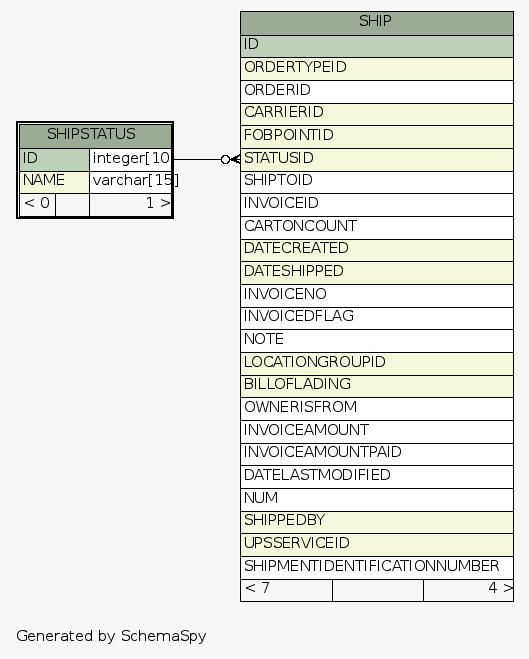 SHIPSTATUS
ID integer[10]
NAME varchar[15]
< 0 1 >
SHIP
ID
ORDERTYPEID
ORDERID
CARRIERID
FOBPOINTID
STATUSID
SHIPTOID
INVOICEID
CARTONCOUNT
DATECREATED
DATESHIPPED
INVOICENO
INVOICEDFLAG
NOTE
LOCATIONGROUPID
BILLOFLADING
OWNERISFROM
INVOICEAMOUNT
INVOICEAMOUNTPAID
DATELASTMODIFIED
NUM
SHIPPEDBY
UPSSERVICEID
SHIPMENTIDENTIFICATIONNUMBER
< 7 4 >
Generated by SchemaSpy